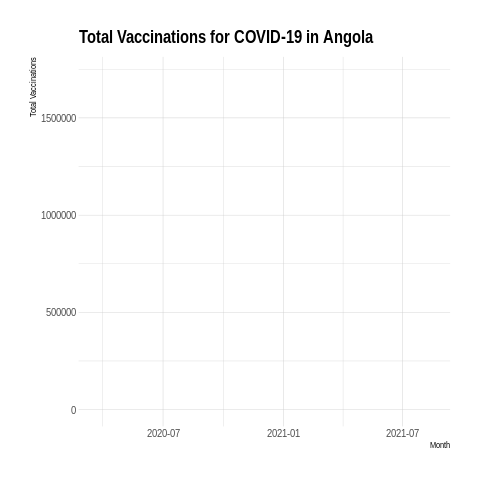 Total Vaccinations for COVID-19 in Angola
Total Vaccinations
1500000
1000000
500000
0
2020-07 2021-01 2021-07
Month